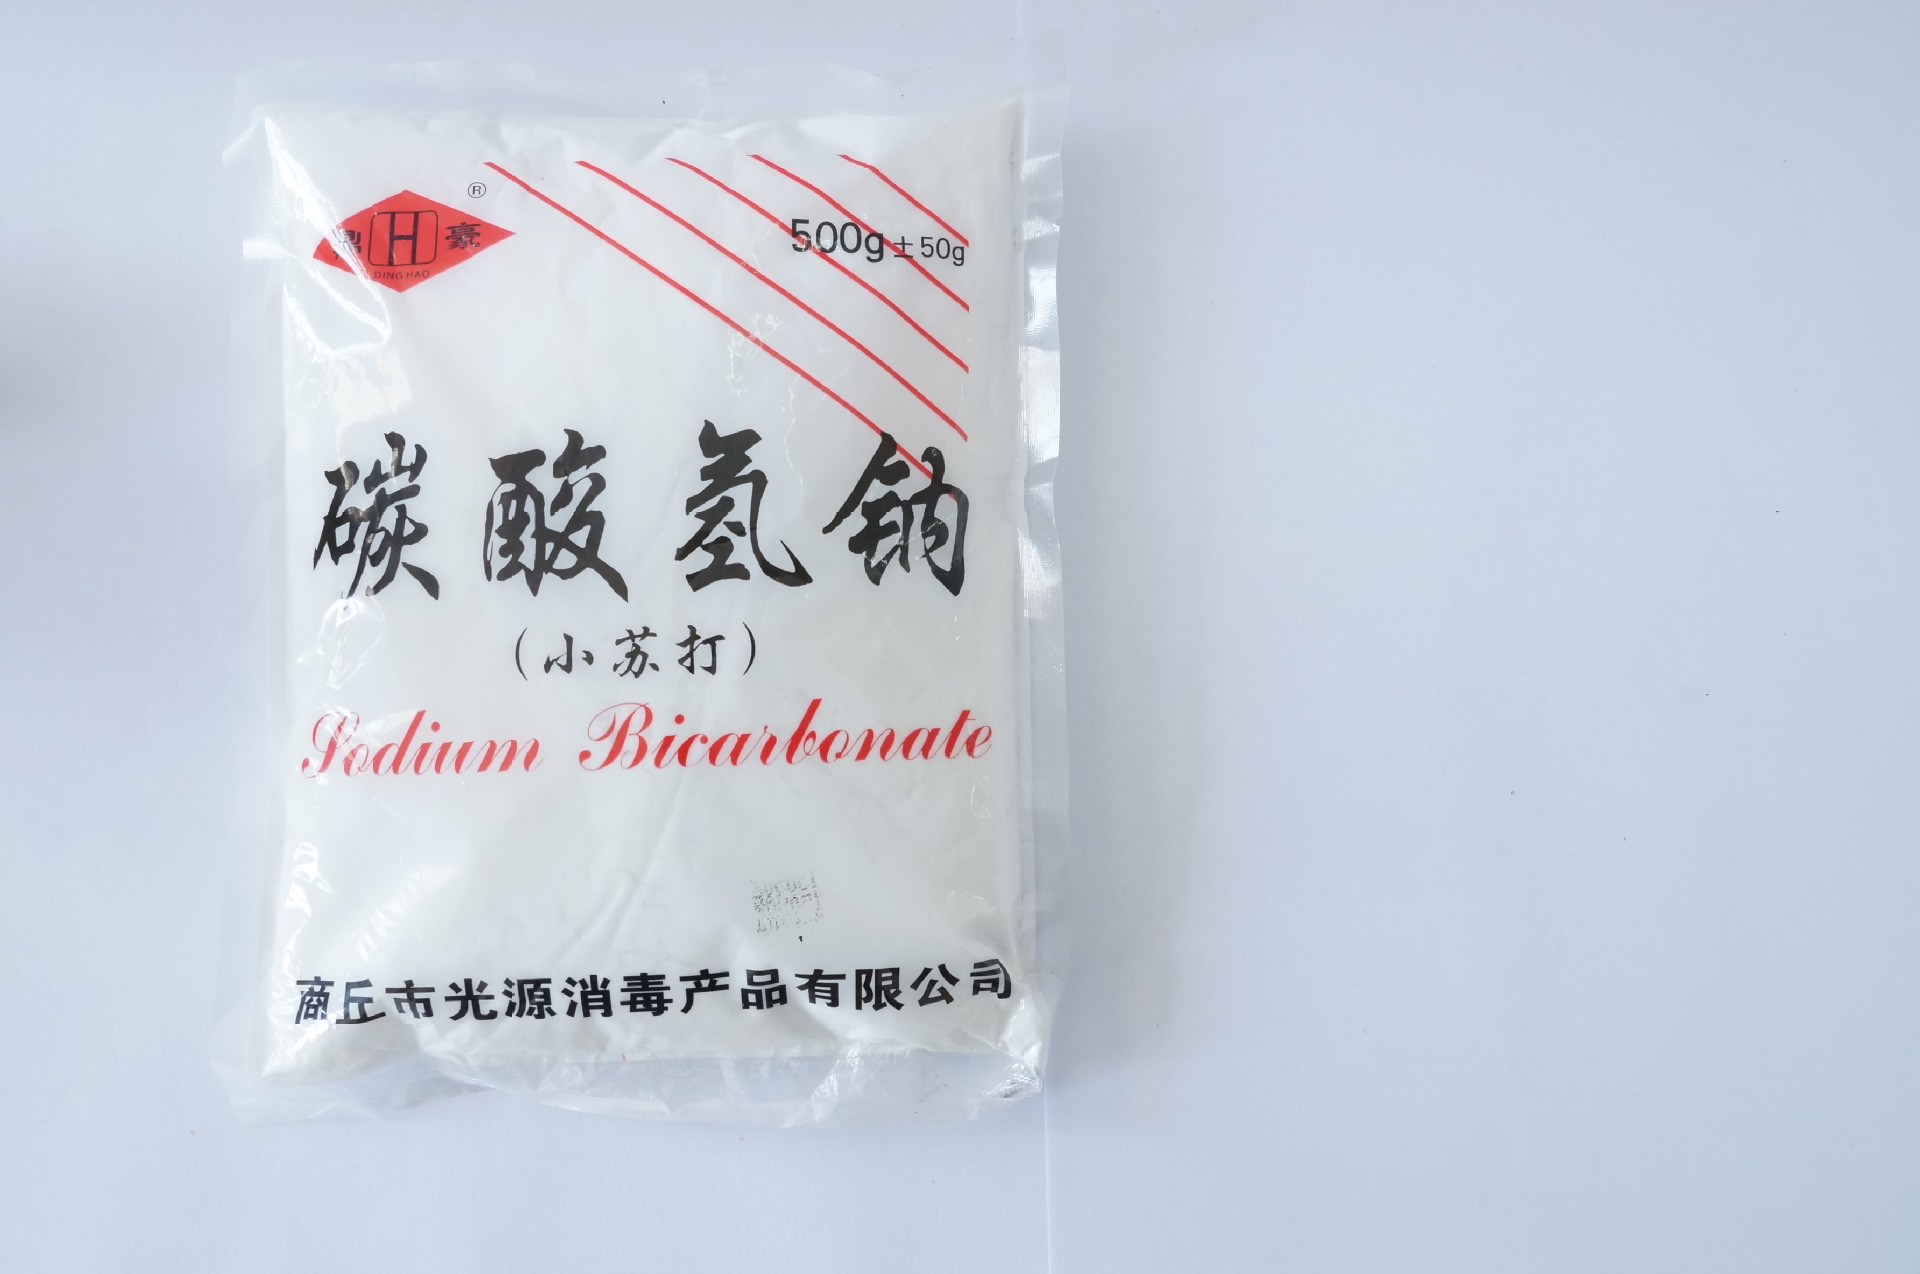 ®
鼎 H 豪
DING HAO
500g±50g
碳酸氢钠
(小苏打)
Sodium Bicarbonate
商丘市光源消毒产品有限公司